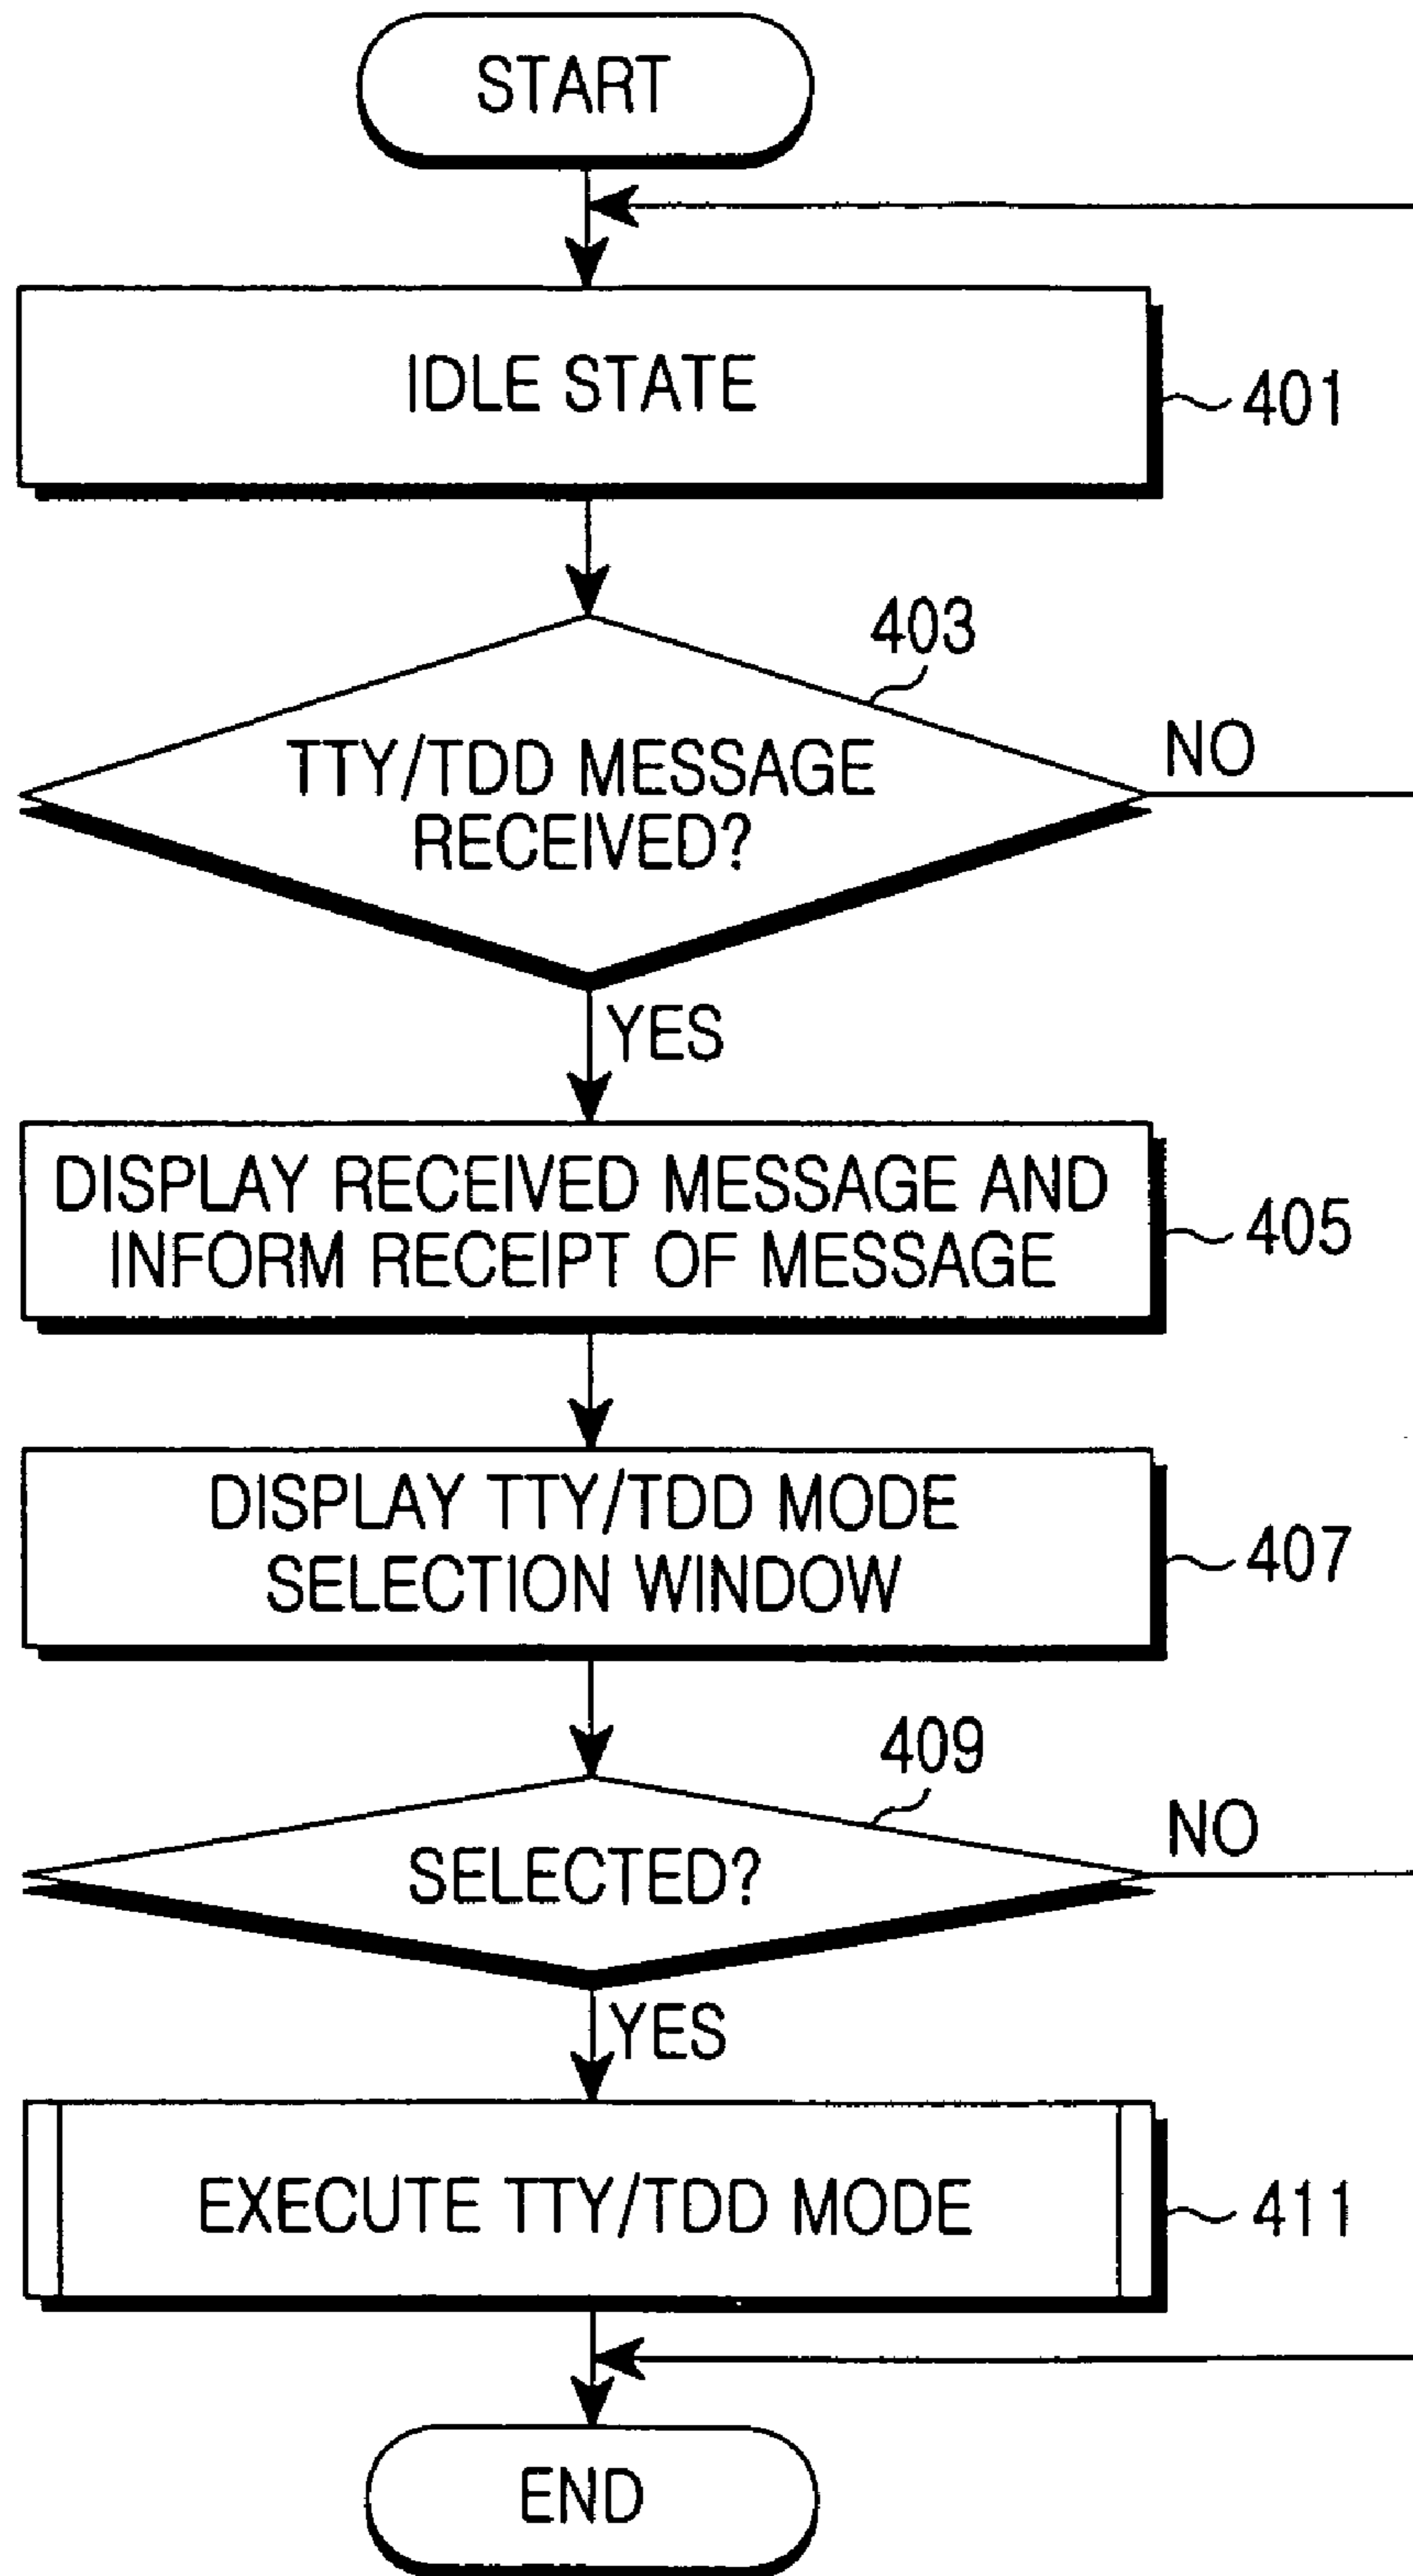 START
IDLE STATE
401
403
TTY/TDD MESSAGE
RECEIVED?
NO
YES
DISPLAY RECEIVED MESSAGE AND
INFORM RECEIPT OF MESSAGE
405
DISPLAY TTY/TDD MODE
SELECTION WINDOW
407
409
SELECTED?
NO
YES
EXECUTE TTY/TDD MODE
411
END